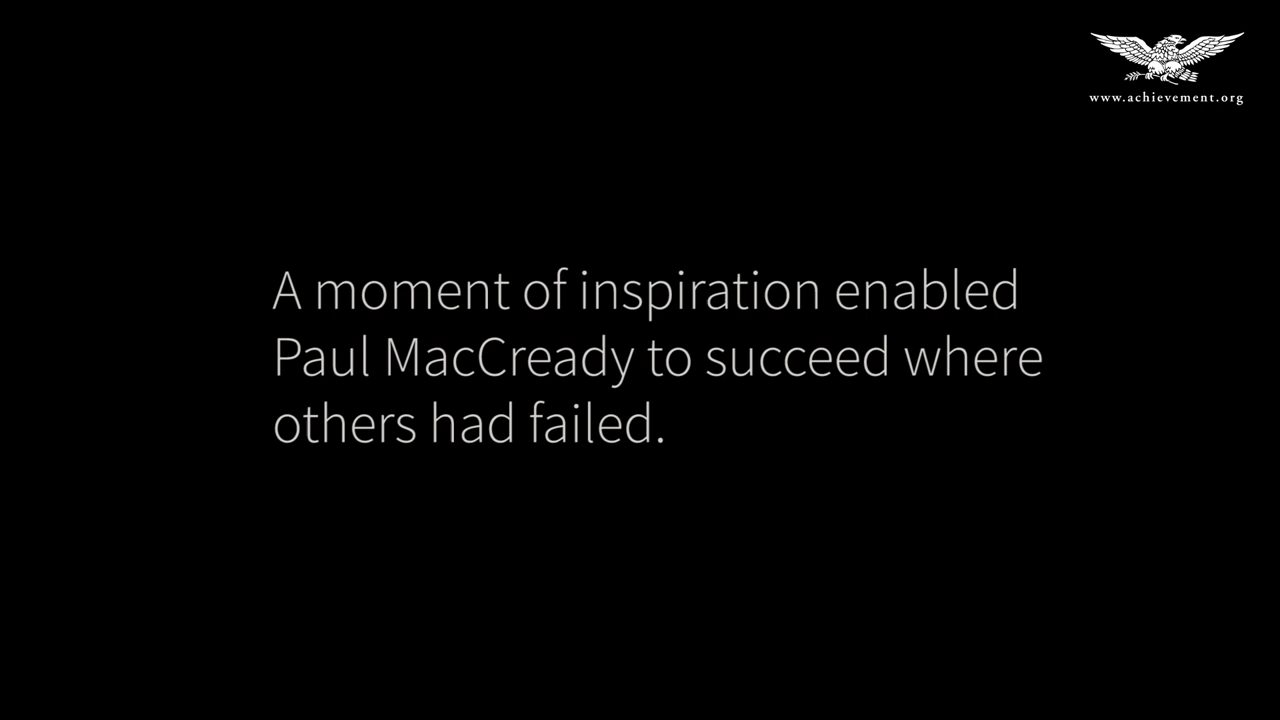 www.achievement.org
A moment of inspiration enabled
Paul MacCready to succeed where
others had failed.